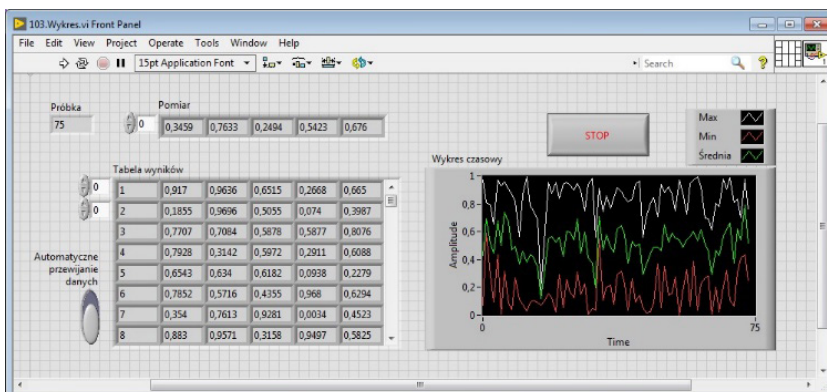 103.Wykres.vi Front Panel
File Edit View Project Operate Tools Window Help
15pt Application Font Search
Próbka
75
Pomiar
0 0,3459 0,7633 0,2494 0,5423 0,676
STOP
Max
Min
Średnia
Tabela wyników
0
0
1 0,917 0,9636 0,6515 0,2668 0,665
2 0,1855 0,9696 0,5055 0,074 0,3987
3 0,7707 0,7084 0,5878 0,5877 0,8076
4 0,7928 0,3142 0,5972 0,2911 0,6088
5 0,6543 0,634 0,6182 0,0938 0,2279
6 0,7852 0,5716 0,4355 0,968 0,6294
7 0,354 0,7613 0,9281 0,0034 0,4523
8 0,883 0,9571 0,3158 0,9497 0,5825
Automatyczne
przewijanie
danych
Wykres czasowy
Amplitude
1
0,8
0,6
0,4
0,2
0
0 75
Time